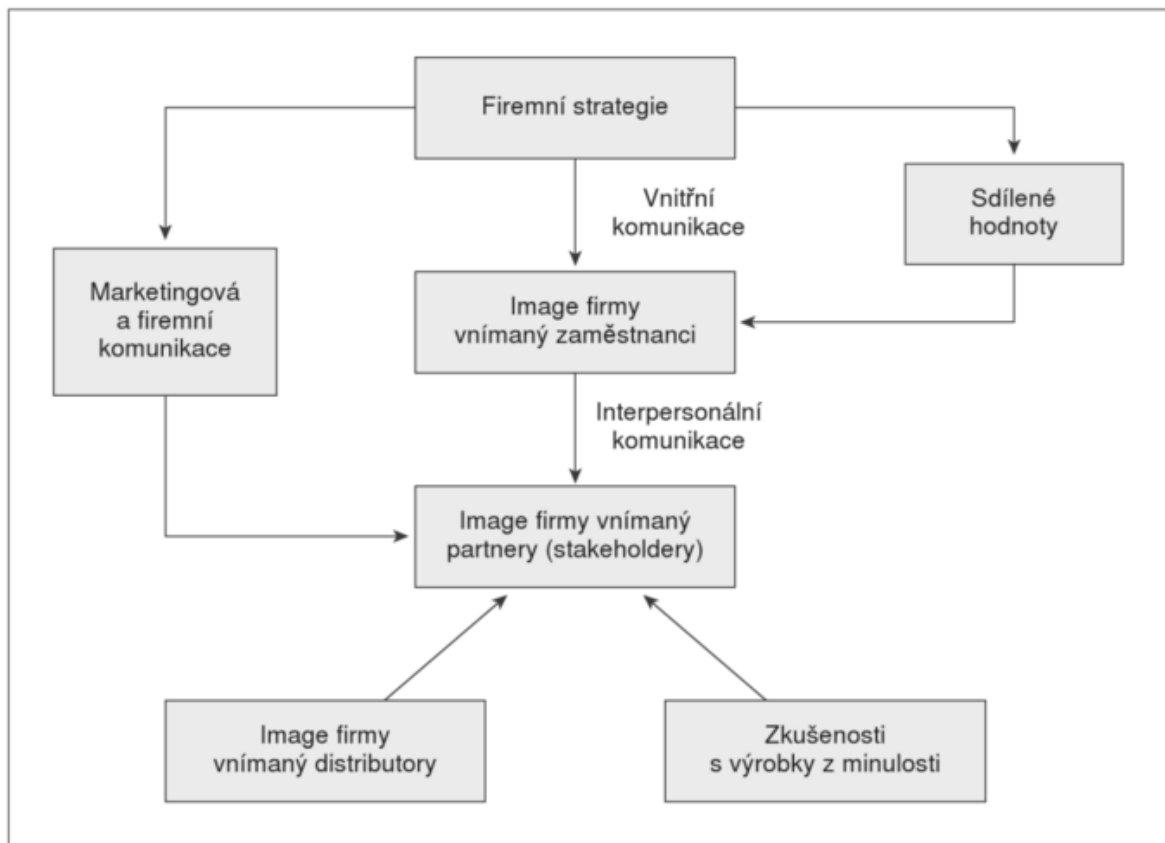 Firemní strategie
Vnitřní
komunikace
Sdílené
hodnoty
Marketingová
a firemní
komunikace
Image firmy
vnímaný zaměstnanci
Interpersonální
komunikace
Image firmy vnímaný
partnery (stakeholdery)
Image firmy
vnímaný distributory
Zkušenosti
s výrobky z minulosti